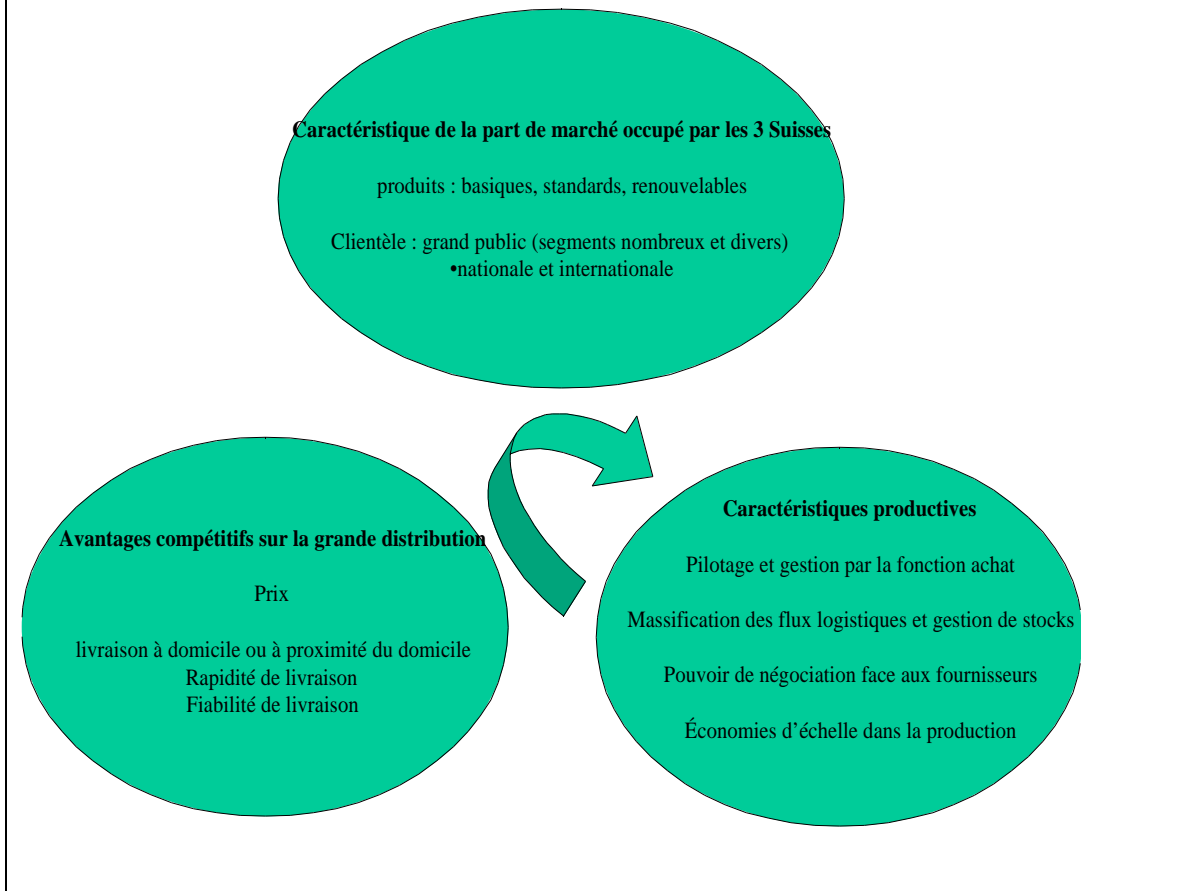 Caractéristique de la part de marché occupé par les 3 Suisses
produits : basiques, standards, renouvelables
Clientèle : grand public (segments nombreux et divers)
•nationale et internationale
Avantages compétitifs sur la grande distribution
Prix
livraison à domicile ou à proximité du domicile
Rapidité de livraison
Fiabilité de livraison
Caractéristiques productives
Pilotage et gestion par la fonction achat
Massification des flux logistiques et gestion de stocks
Pouvoir de négociation face aux fournisseurs
Économies d’échelle dans la production